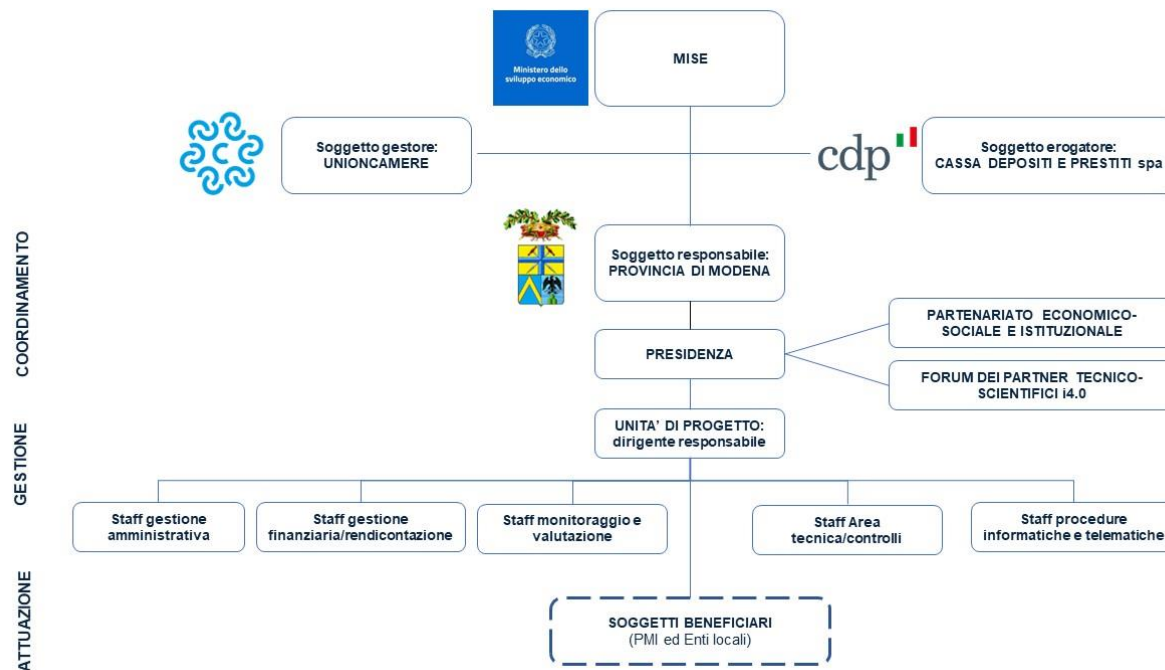 Ministero dello
sviluppo economico
MISE
Soggetto gestore:
UNIONCAMERE
cdp
Soggetto erogatore:
CASSA DEPOSITI E PRESTITI spa
COORDINAMENTO
Soggetto responsabile:
PROVINCIA DI MODENA
PRESIDENZA
PARTENARIATO ECONOMICO-
SOCIALE E ISTITUZIONALE
FORUM DEI PARTNER TECNICO-
SCIENTIFICI i4.0
GESTIONE
UNITA' DI PROGETTO:
dirigente responsabile
Staff gestione
amministrativa
Staff gestione
finanziaria/rendicontazione
Staff monitoraggio e
valutazione
Staff Area
tecnica/controlli
Staff procedure
informatiche e telematiche
ATTUAZIONE
SOGGETTI BENEFICIARI
(PMI ed Enti locali)